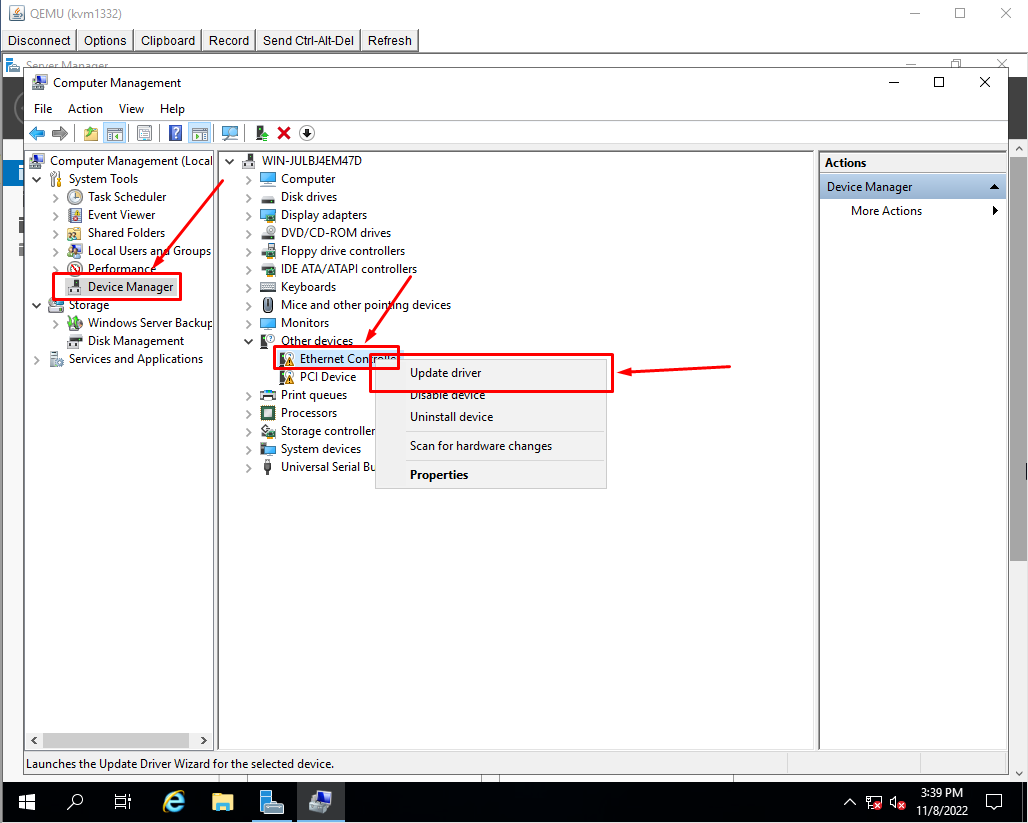 QEMU (kvm1332)
Disconnect Options Clipboard Record Send Ctrl-Alt-Del Refresh
Server Manager
Computer Management
File Action View Help
Computer Management (Local
System Tools
Task Scheduler
Event Viewer
Shared Folders
Local Users and Groups
Performance
Device Manager
Storage
Windows Server Backup
Disk Management
Services and Applications
WIN-JULBJ4EM47D
Computer
Disk drives
Display adapters
DVD/CD-ROM drives
Floppy drive controllers
IDE ATA/ATAPI controllers
Keyboards
Mice and other pointing devices
Monitors
Other devices
Ethernet Controlle
PCI Device
Print queues
Processors
Storage controller
System devices
Universal Serial Bu
Update driver
Disable device
Uninstall device
Scan for hardware changes
Properties
Actions
Device Manager
More Actions
Launches the Update Driver Wizard for the selected device.
3:39 PM
11/8/2022